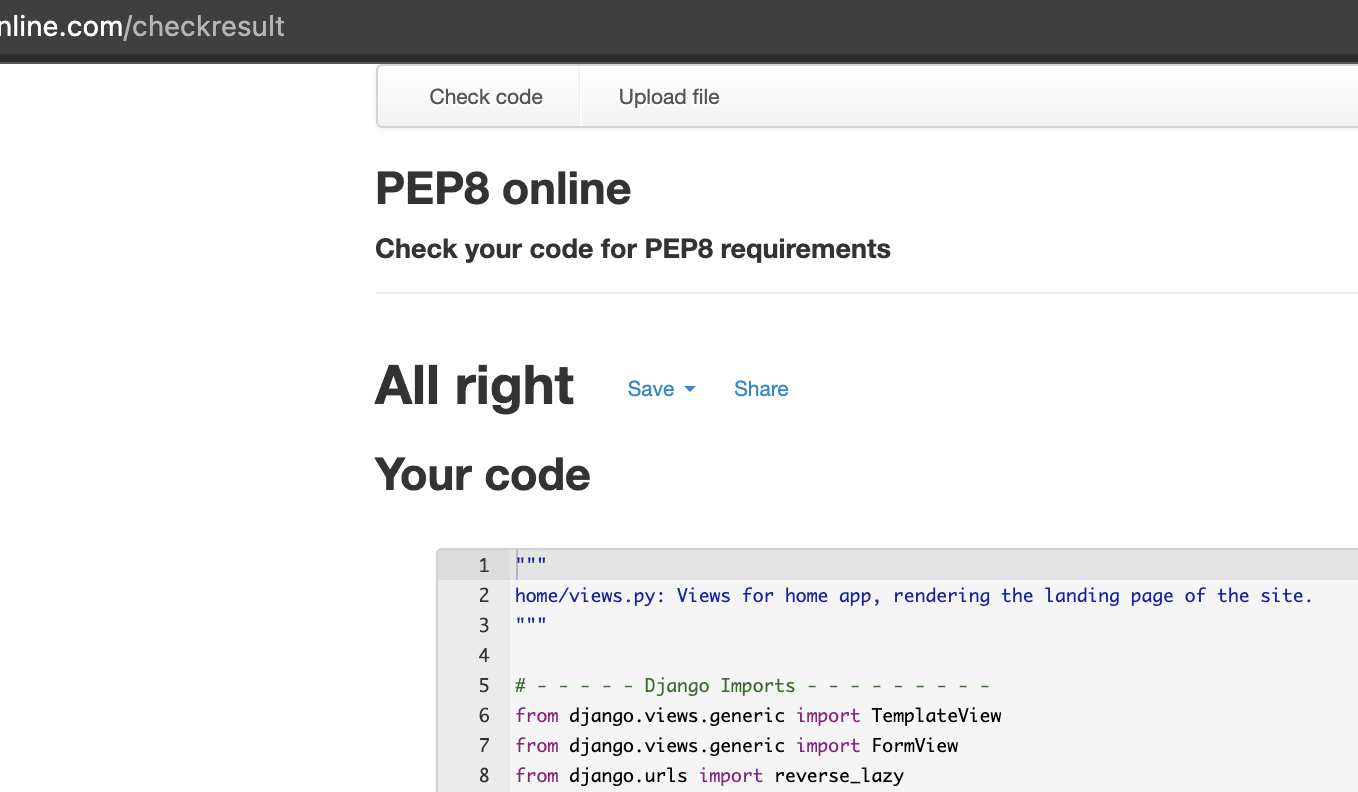 nline.com/checkresult
Check code Upload file
PEP8 online
Check your code for PEP8 requirements
All right Save Share
Your code
1 """
2 home/views.py: Views for home app, rendering the landing page of the site.
3 """
4
5 # - - - - - Django Imports - - - - - - - - -
6 from django.views.generic import TemplateView
7 from django.views.generic import FormView
8 from django.urls import reverse_lazy